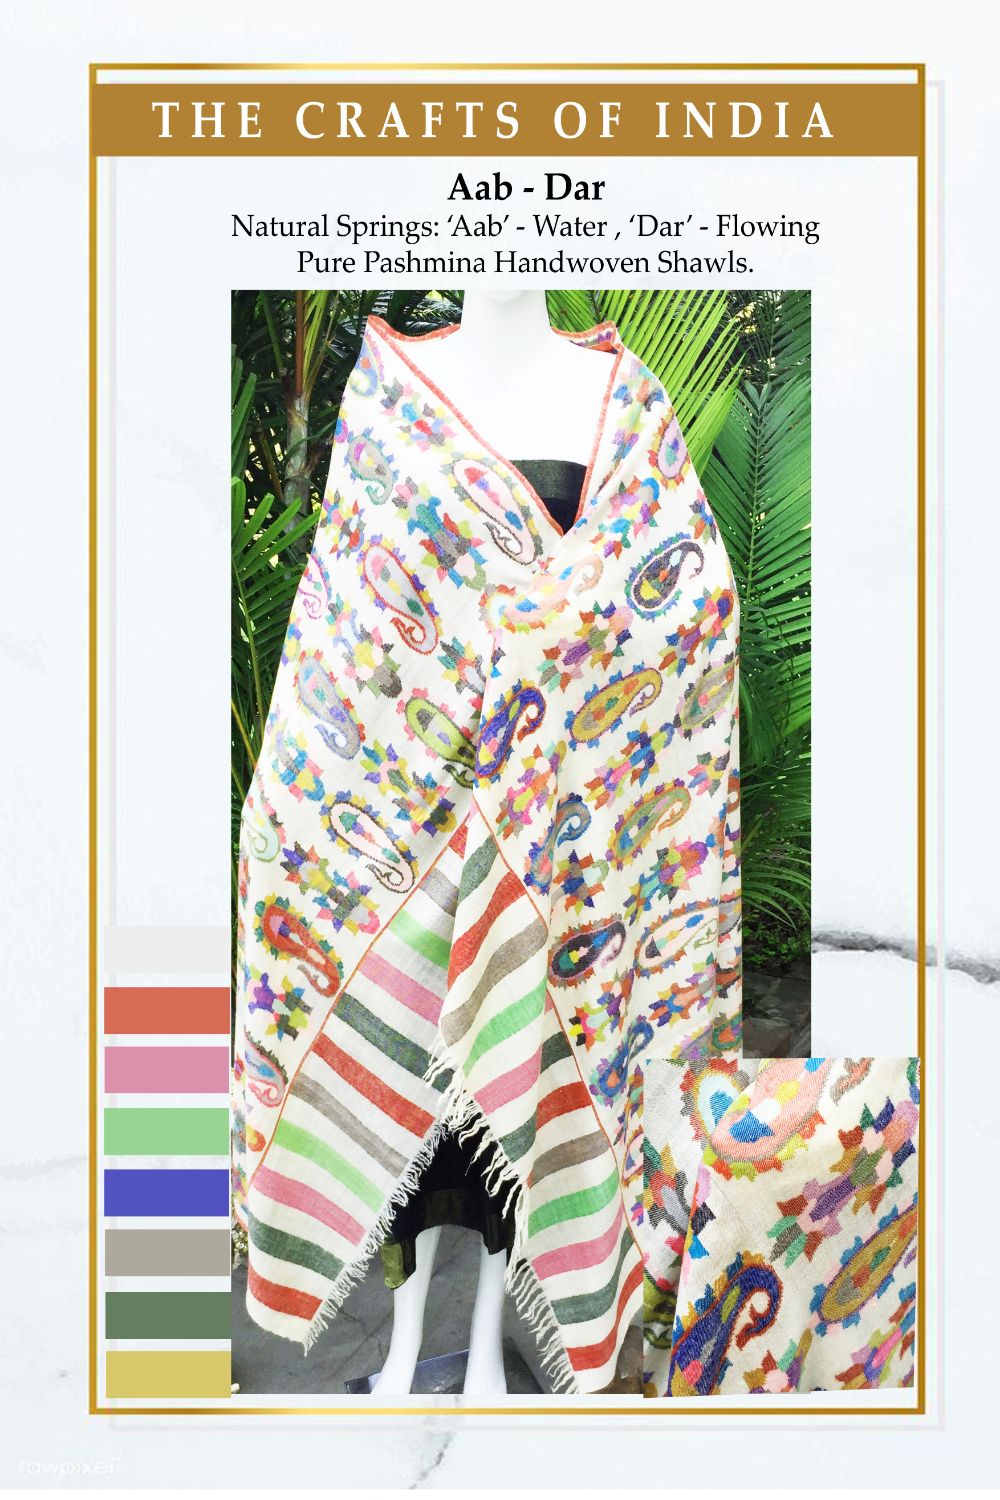 THE CRAFTS OF INDIA
Aab - Dar
Natural Springs: ‘Aab’ - Water , ‘Dar’ - Flowing
Pure Pashmina Handwoven Shawls.
rawpixel